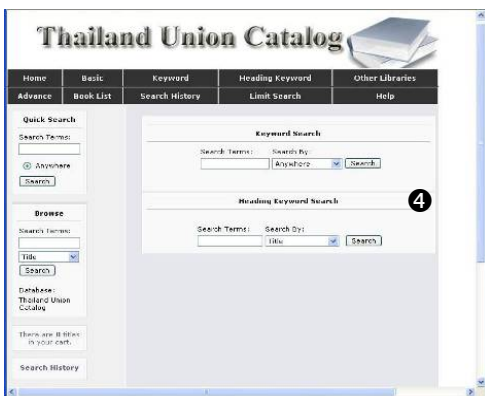 Thailand Union Catalog
Home Basic Keyword Heading Keyword Other Libraries
Advance Book List Search History Limit Search Help
Quick Search
Search Terms:
Anywhere
Search
Browse
Search Terms:
Title
Search
Database:
Thailand Union
Catalog
There are 0 titles
in your cart.
Search History
Keyword Search
Search Terms: Search By:
Anywhere Search
Heading Keyword Search
4
Search Terms: Search By:
Title Search